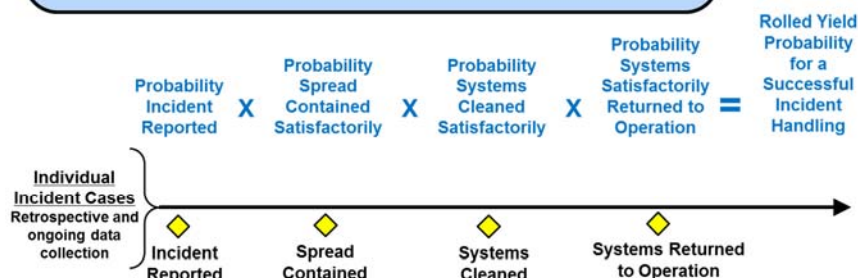 Probability
Incident
Reported
X
Probability
Spread
Contained
Satisfactorily
X
Probability
Systems
Cleaned
Satisfactorily
X
Probability
Systems
Satisfactorily
Returned to
Operation
=
Rolled Yield
Probability
for a
Successful
Incident
Handling
Individual
Incident Cases
Retrospective and
ongoing data
collection
Incident
Reported
Spread
Contained
Systems
Cleaned
Systems Returned
to Operation